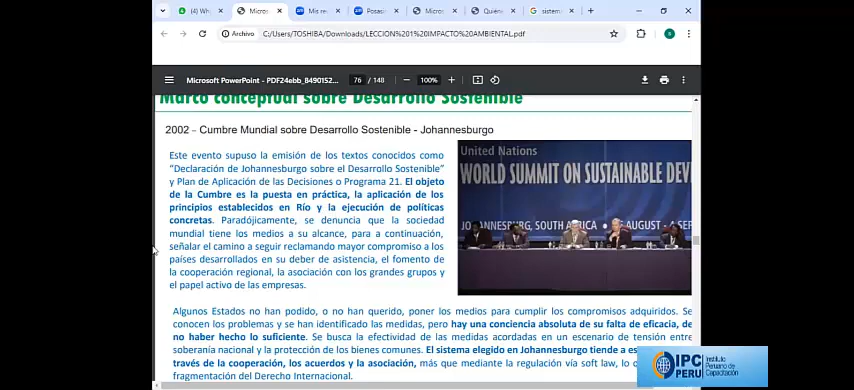 (4) Wh
Micros
Mis re
Posas
Micros
Quién
sistem
Archivo C:/Users/TOSHIBA/Downloads/LECCION%201%20IMPACTO%20AMBIENTAL.pdf
Microsoft PowerPoint - PDF24ebb_8490152... 76 / 148 100%
Marco conceptual sobre Desarrollo Sostenible
2002 – Cumbre Mundial sobre Desarrollo Sostenible - Johannesburgo
Este evento supuso la emisión de los textos conocidos como
“Declaración de Johannesburgo sobre el Desarrollo Sostenible”
y Plan de Aplicación de las Decisiones o Programa 21. El objeto
de la Cumbre es la puesta en práctica, la aplicación de los
principios establecidos en Río y la ejecución de políticas
concretas. Paradójicamente, se denuncia que la sociedad
mundial tiene los medios a su alcance, para a continuación,
señalar el camino a seguir reclamando mayor compromiso a los
países desarrollados en su deber de asistencia, el fomento de
la cooperación regional, la asociación con los grandes grupos y
el papel activo de las empresas.
United Nations
WORLD SUMMIT ON SUSTAINABLE DEV
SOUTH AFRICA
AUGUST - 4 SEP
Algunos Estados no han podido, o no han querido, poner los medios para cumplir los compromisos adquiridos. Se
conocen los problemas y se han identificado las medidas, pero hay una conciencia absoluta de su falta de eficacia, de
no haber hecho lo suficiente. Se busca la efectividad de las medidas acordadas en un escenario de tensión entre
soberanía nacional y la protección de los bienes comunes. El sistema elegido en Johannesburgo tiende a es
través de la cooperación, los acuerdos y la asociación, más que mediante la regulación vía soft law, lo
fragmentación del Derecho Internacional.
IPC
PERU
Instituto
Peruano de
Capacitación